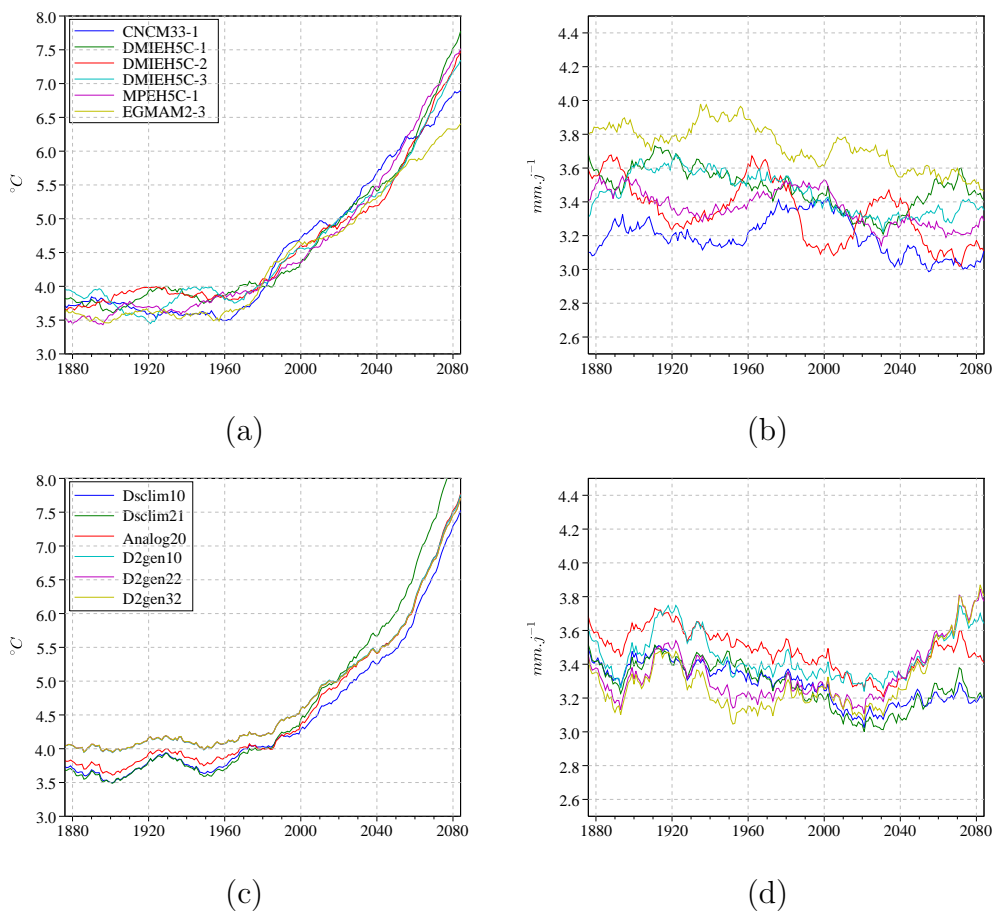 8.0
7.5
7.0
6.5
6.0
5.5
5.0
4.5
4.0
3.5
3.0
°C
CNCM33-1
DMIEH5C-1
DMIEH5C-2
DMIEH5C-3
MPEH5C-1
EGMAM2-3
1880 1920 1960 2000 2040 2080
(a)
4.4
4.2
4.0
3.8
3.6
3.4
3.2
3.0
2.8
2.6
mm.j⁻¹
1880 1920 1960 2000 2040 2080
(b)
8.0
7.5
7.0
6.5
6.0
5.5
5.0
4.5
4.0
3.5
3.0
°C
Dsclim10
Dsclim21
Analog20
D2gen10
D2gen22
D2gen32
1880 1920 1960 2000 2040 2080
(c)
4.4
4.2
4.0
3.8
3.6
3.4
3.2
3.0
2.8
2.6
mm.j⁻¹
1880 1920 1960 2000 2040 2080
(d)